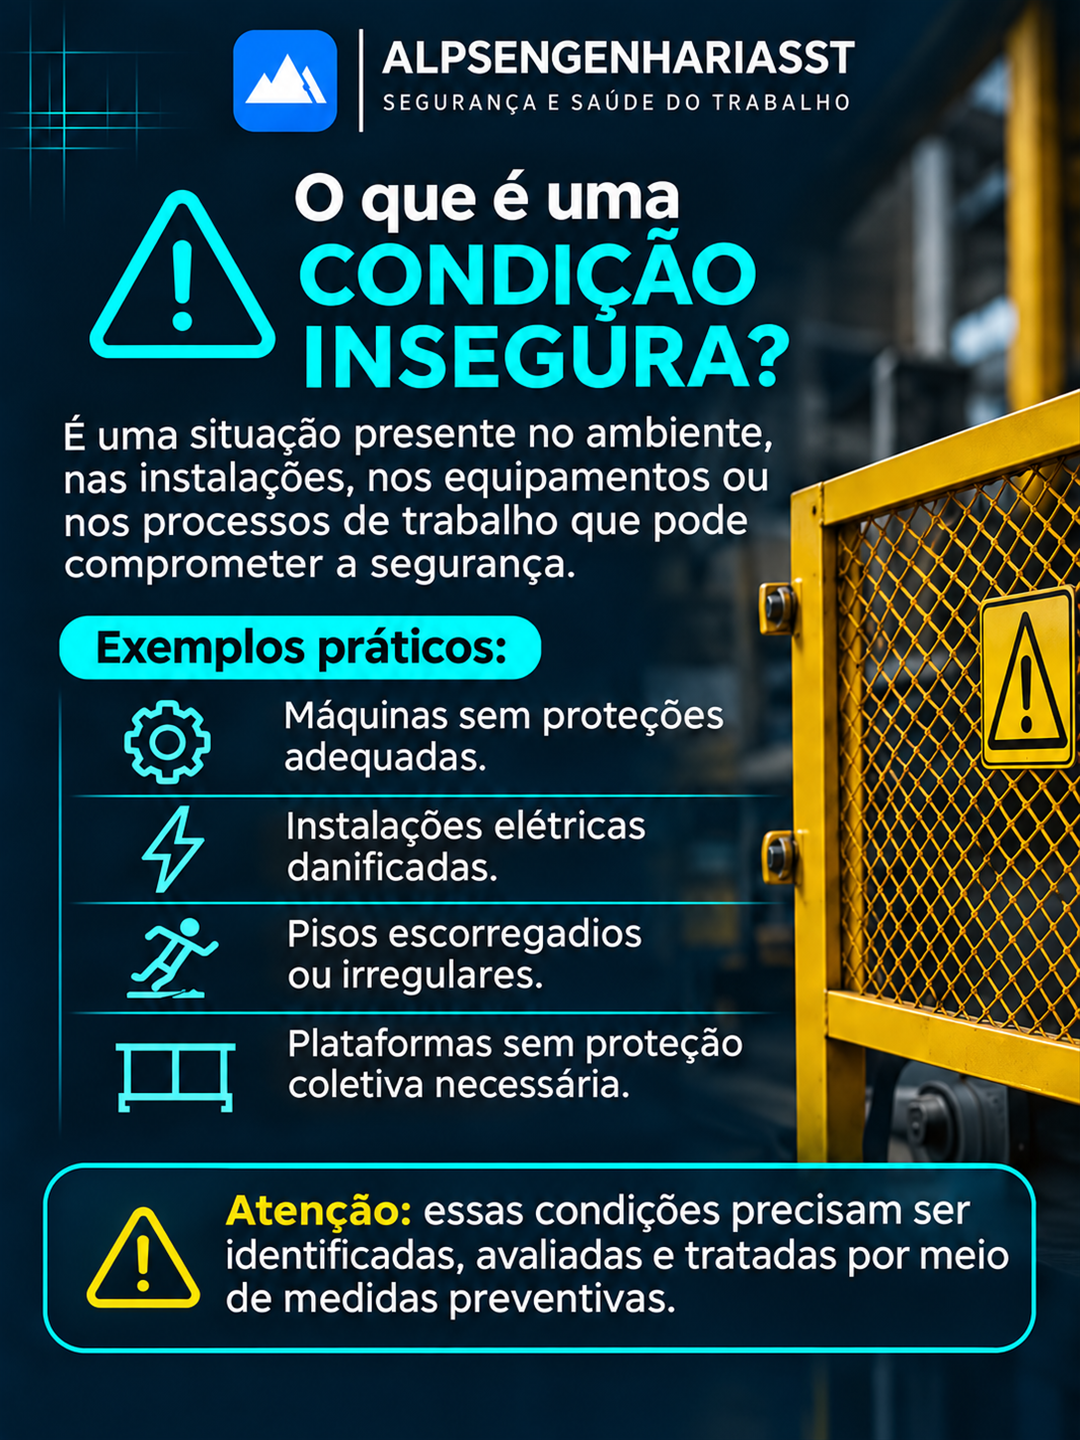 ALPSENGENHARIASST
SEGURANÇA E SAÚDE DO TRABALHO
O que é uma
CONDIÇÃO
INSEGURA?
É uma situação presente no ambiente,
nas instalações, nos equipamentos ou
nos processos de trabalho que pode
comprometer a segurança.
Exemplos práticos:
Máquinas sem proteções
adequadas.
Instalações elétricas
danificadas.
Pisos escorregadios
ou irregulares.
Plataformas sem proteção
coletiva necessária.
Atenção: essas condições precisam ser
identificadas, avaliadas e tratadas por meio
de medidas preventivas.